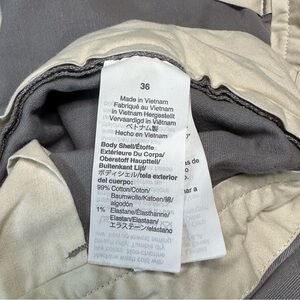 36
Made in Vietnam
Fabriqué au Vietnam
in Vietnam Hergestellt
Vervaardigd in Vietnam
ベトナム製
Hecho en Vietnam
Body Shell/Étoffe
Extérieure Du Corps/
Oberstoff Hauptteil/
Buitenkant Lijf/
ボディシェル/tela exterior
del cuerpo:
99% Cotton/Coton/
Baumwolle/Katoen/綿/
algodón
1% Elastane/Élasthanne/
Elastan/Elastaan/
エラステーン/elastano